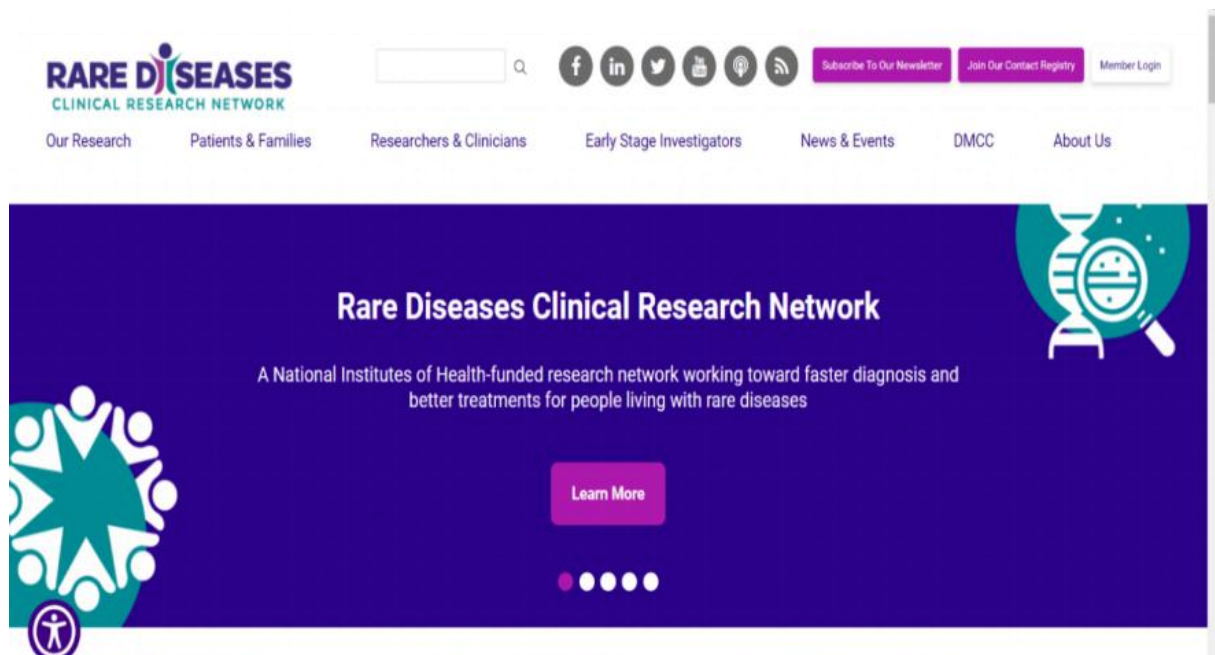 RARE DISEASES
CLINICAL RESEARCH NETWORK
Subscribe To Our Newsletter
Join Our Contact Registry
Member Login
Our Research
Patients & Families
Researchers & Clinicians
Early Stage Investigators
News & Events
DMCC
About Us
Rare Diseases Clinical Research Network
A National Institutes of Health-funded research network working toward faster diagnosis and
better treatments for people living with rare diseases
Learn More